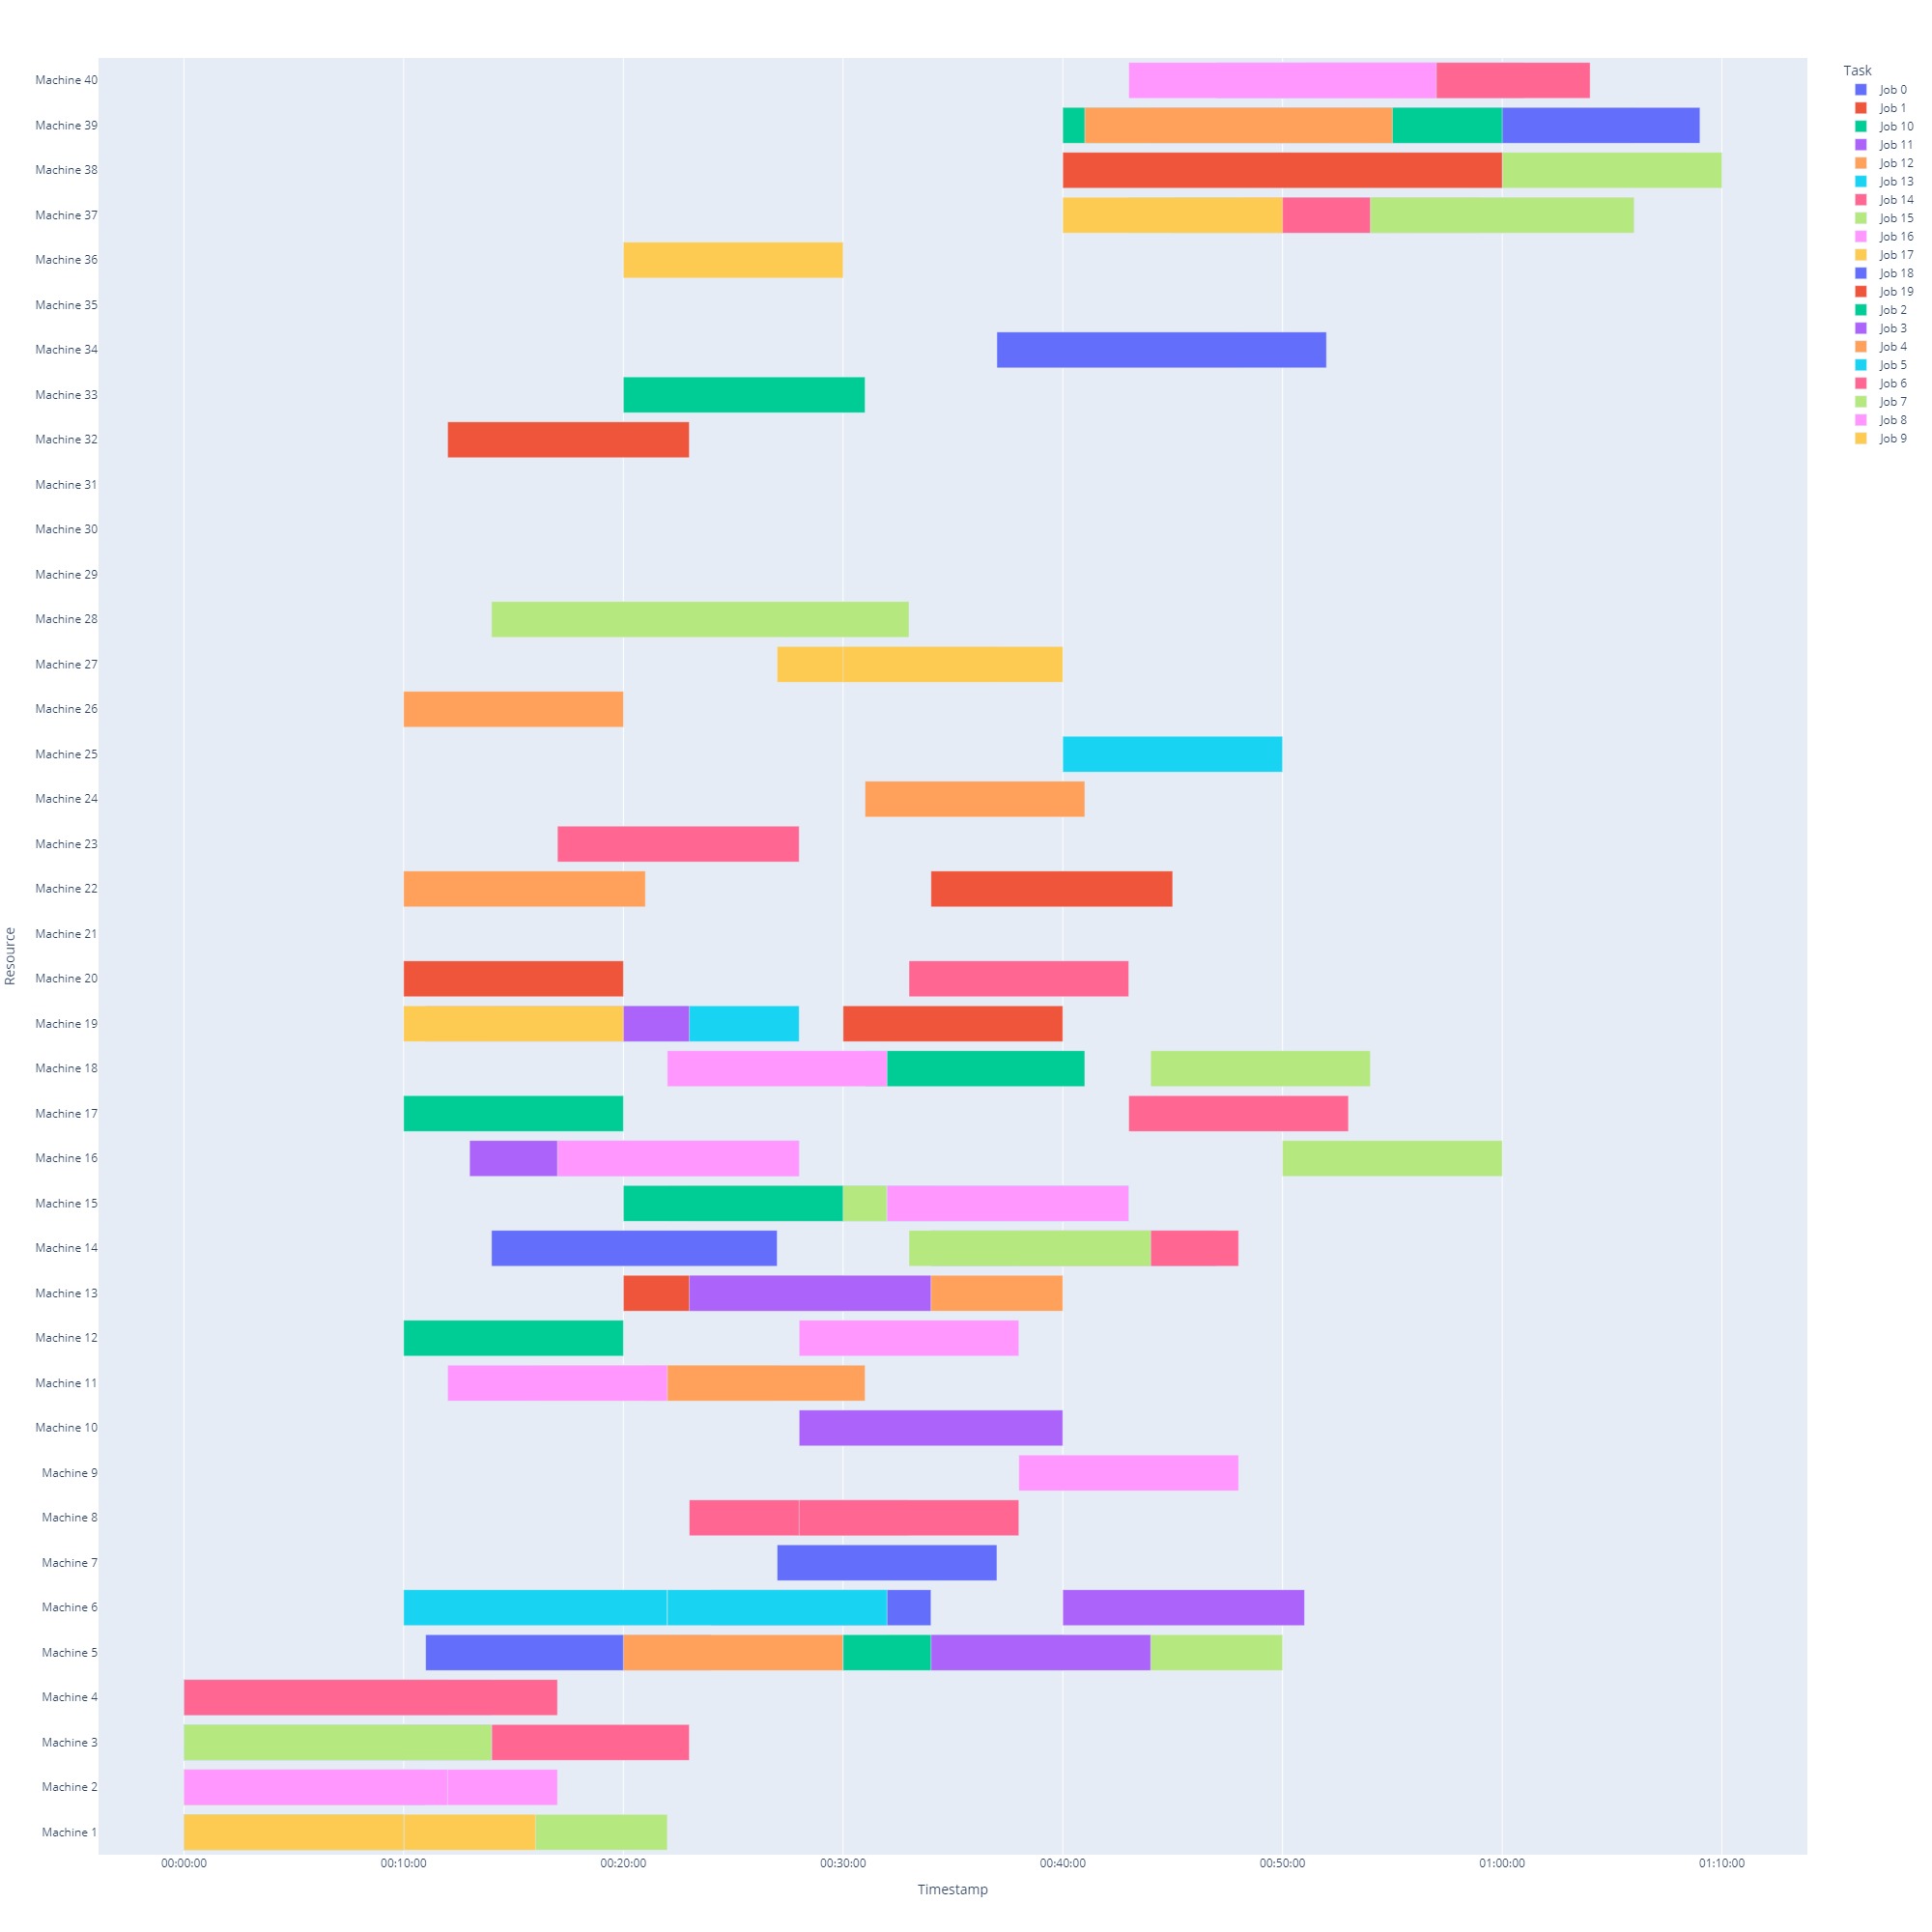 Machine 40
Machine 39
Machine 38
Machine 37
Machine 36
Machine 35
Machine 34
Machine 33
Machine 32
Machine 31
Machine 30
Machine 29
Machine 28
Machine 27
Machine 26
Machine 25
Machine 24
Machine 23
Machine 22
Machine 21
Machine 20
Machine 19
Machine 18
Machine 17
Machine 16
Machine 15
Machine 14
Machine 13
Machine 12
Machine 11
Machine 10
Machine 9
Machine 8
Machine 7
Machine 6
Machine 5
Machine 4
Machine 3
Machine 2
Machine 1
Resource
00:00:00 00:10:00 00:20:00 00:30:00 00:40:00 00:50:00 01:00:00 01:10:00
Timestamp
Task
Job 0
Job 1
Job 10
Job 11
Job 12
Job 13
Job 14
Job 15
Job 16
Job 17
Job 18
Job 19
Job 2
Job 3
Job 4
Job 5
Job 6
Job 7
Job 8
Job 9